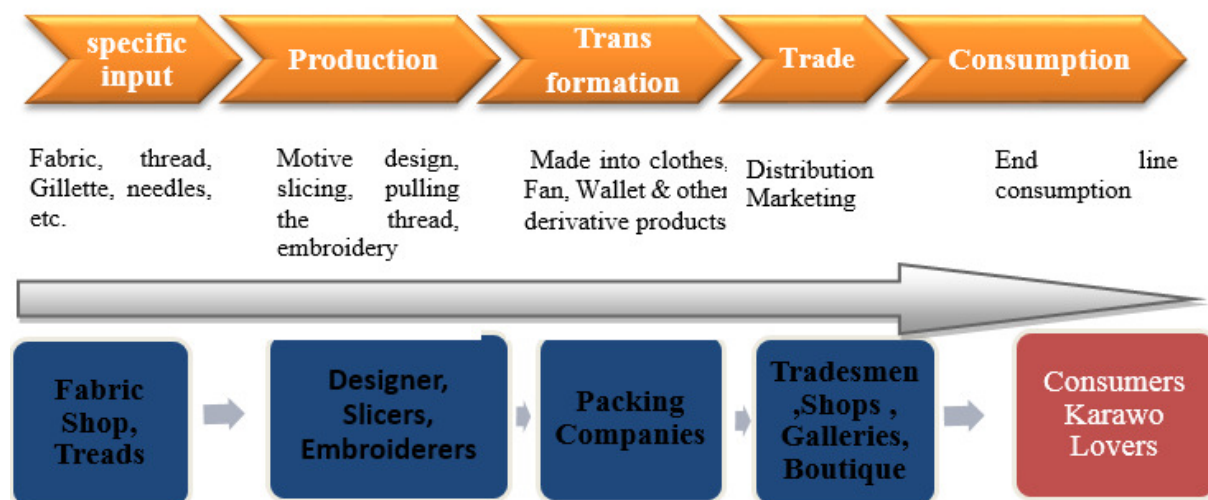 specific
input
Production
Trans
formation
Trade
Consumption
Fabric, thread,
Gillette, needles,
etc.
Motive design,
slicing, pulling
the thread,
embroidery
Made into clothes,
Fan, Wallet & other
derivative products
Distribution
Marketing
End line
consumption
Fabric
Shop,
Treads
Designer,
Slicers,
Embroiderers
Packing
Companies
Tradesmen
,Shops ,
Galleries,
Boutique
Consumers
Karawo
Lovers